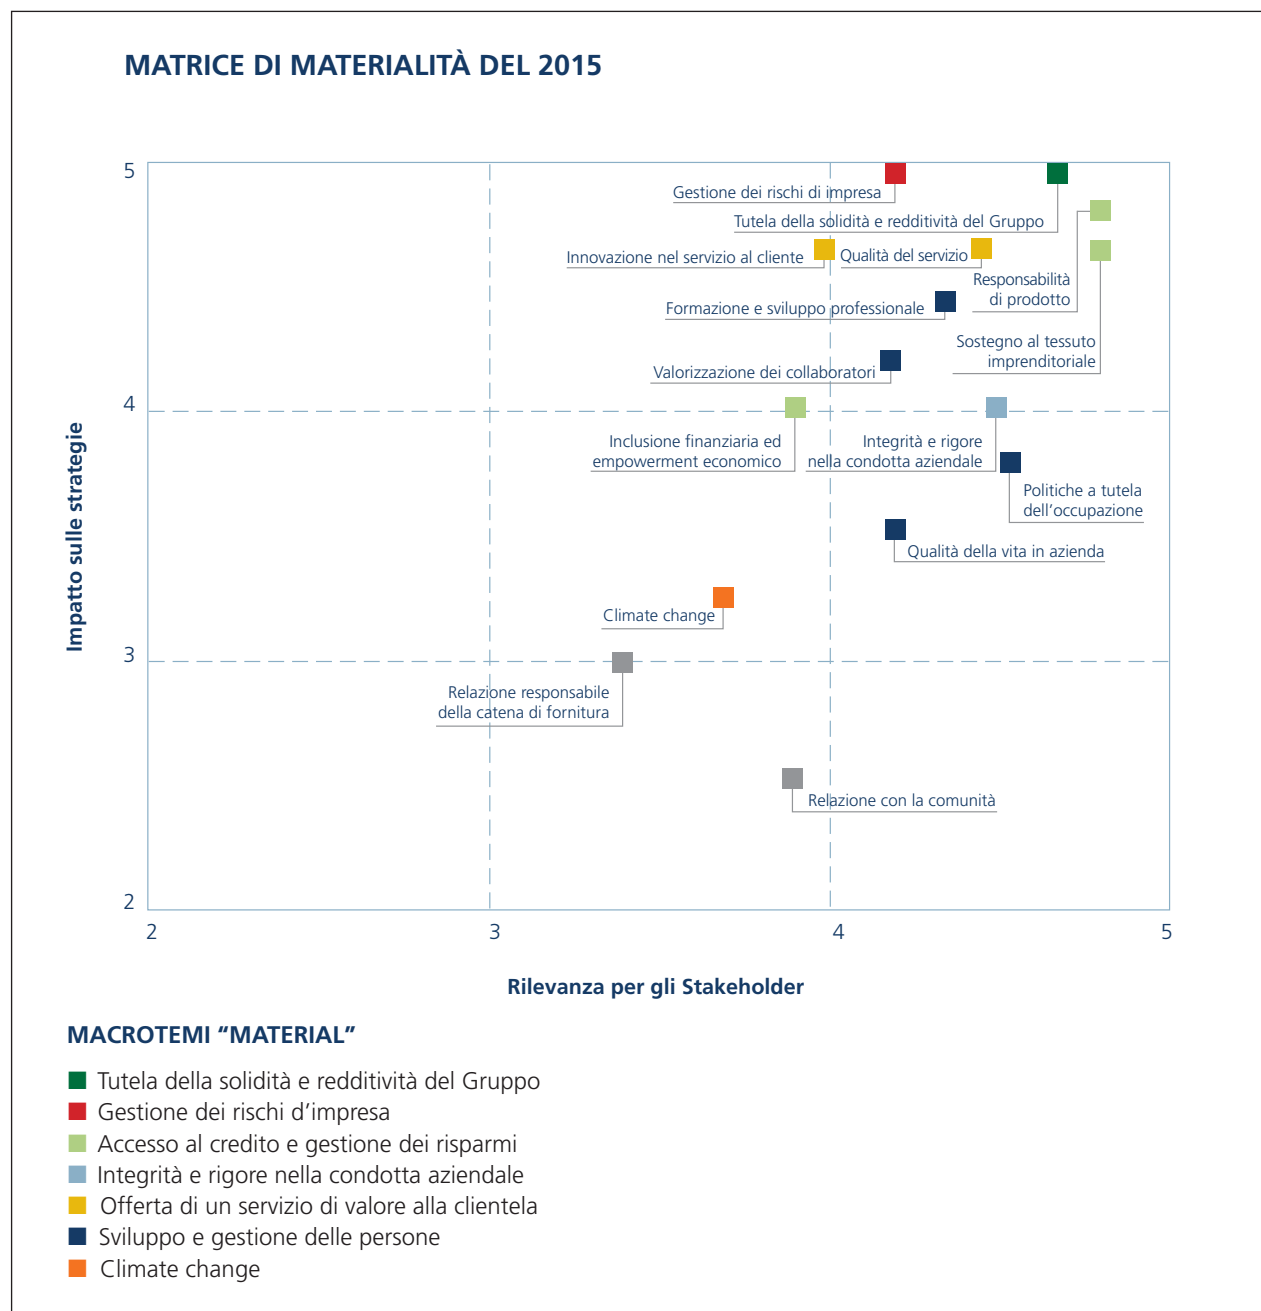 MATRICE DI MATERIALITÀ DEL 2015
5
Gestione dei rischi di impresa
Tutela della solidità e redditività del Gruppo
Innovazione nel servizio al cliente
Qualità del servizio
Responsabilità
di prodotto
Formazione e sviluppo professionale
Sostegno al tessuto
imprenditoriale
Valorizzazione dei collaboratori
4
Inclusione finanziaria ed
empowerment economico
Integrità e rigore
nella condotta aziendale
Politiche a tutela
dell’occupazione
Qualità della vita in azienda
Impatto sulle strategie
Climate change
3
Relazione responsabile
della catena di fornitura
Relazione con la comunità
2
2
3
4
5
Rilevanza per gli Stakeholder
MACROTEMI “MATERIAL”
Tutela della solidità e redditività del Gruppo
Gestione dei rischi d’impresa
Accesso al credito e gestione dei risparmi
Integrità e rigore nella condotta aziendale
Offerta di un servizio di valore alla clientela
Sviluppo e gestione delle persone
Climate change